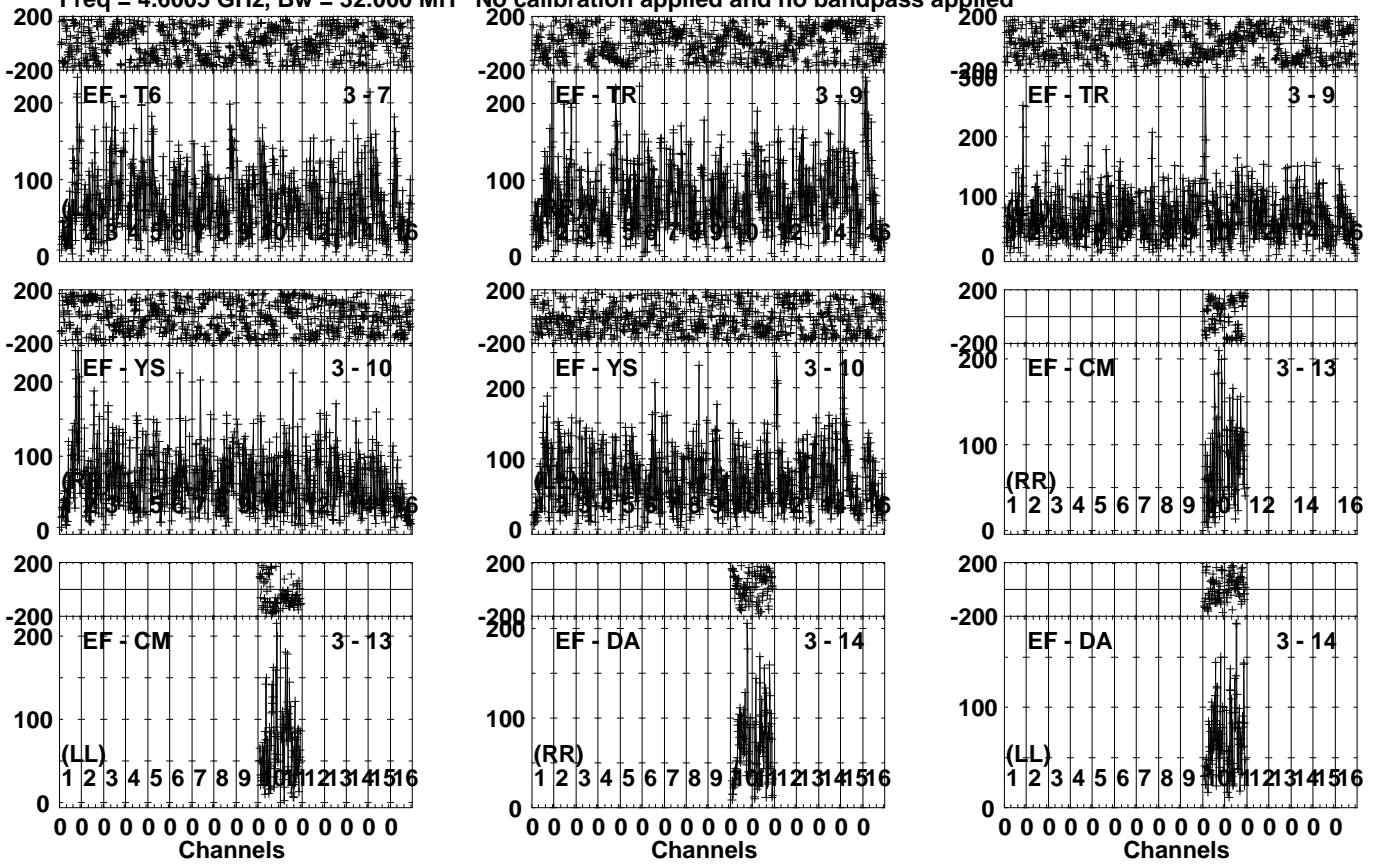 Freq = 4.6005 GHz, Bw = 32.000 MH No calibration applied and no bandpass applied
200 200 200
-200 -200 -200
300
EF - T6 3 - 7 EF - TR 3 - 9 EF - TR 3 - 9
200 200 200
100 100 100
0 0 0
200 200 200
-200 -200 -200
EF - YS 3 - 10 EF - YS 3 - 10 EF - CM 3 - 13
200 200 200
100 100 100
(RR)
1 2 3 4 5 6 7 8 9 10 12 14 16
0 0 0
200 200 200
-200 -200 -200
EF - CM 3 - 13 EF - DA 3 - 14 EF - DA 3 - 14
200 200
100 100 100
(LL) (RR) (LL)
1 2 3 4 5 6 7 8 9 10 11 12 13 14 15 16 1 2 3 4 5 6 7 8 9 10 11 12 13 14 15 16 1 2 3 4 5 6 7 8 9 10 12 13 14 15 16
0 0 0
0 0 0 0 0 0 0 0 0 0 0 0 0 0 0 0 0 0 0 0 0 0 0 0 0 0 0 0 0 0 0 0 0 0 0 0 0 0 0 0 0 0 0 0 0 0 0 0
Channels Channels Channels